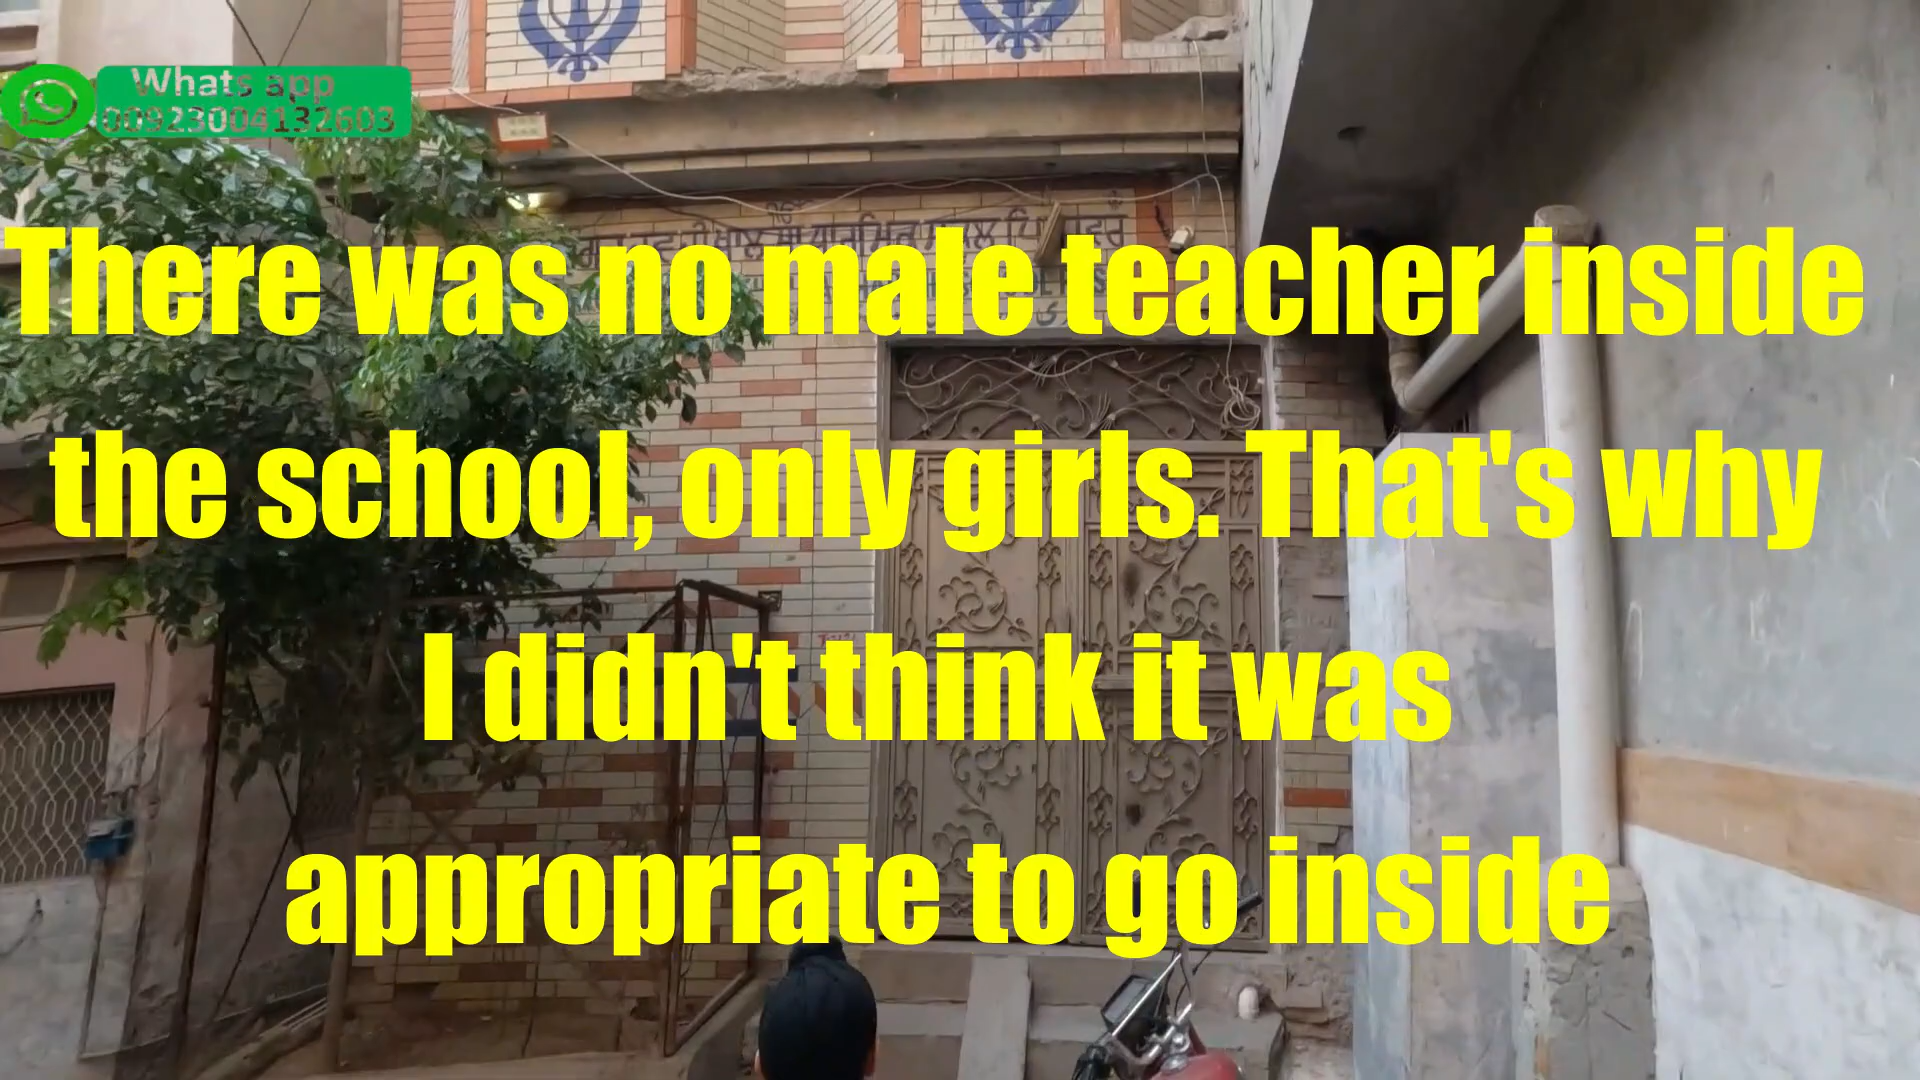 Whats app
00923004132603
There was no male teacher inside
the school, only girls. That's why
I didn't think it was
appropriate to go inside